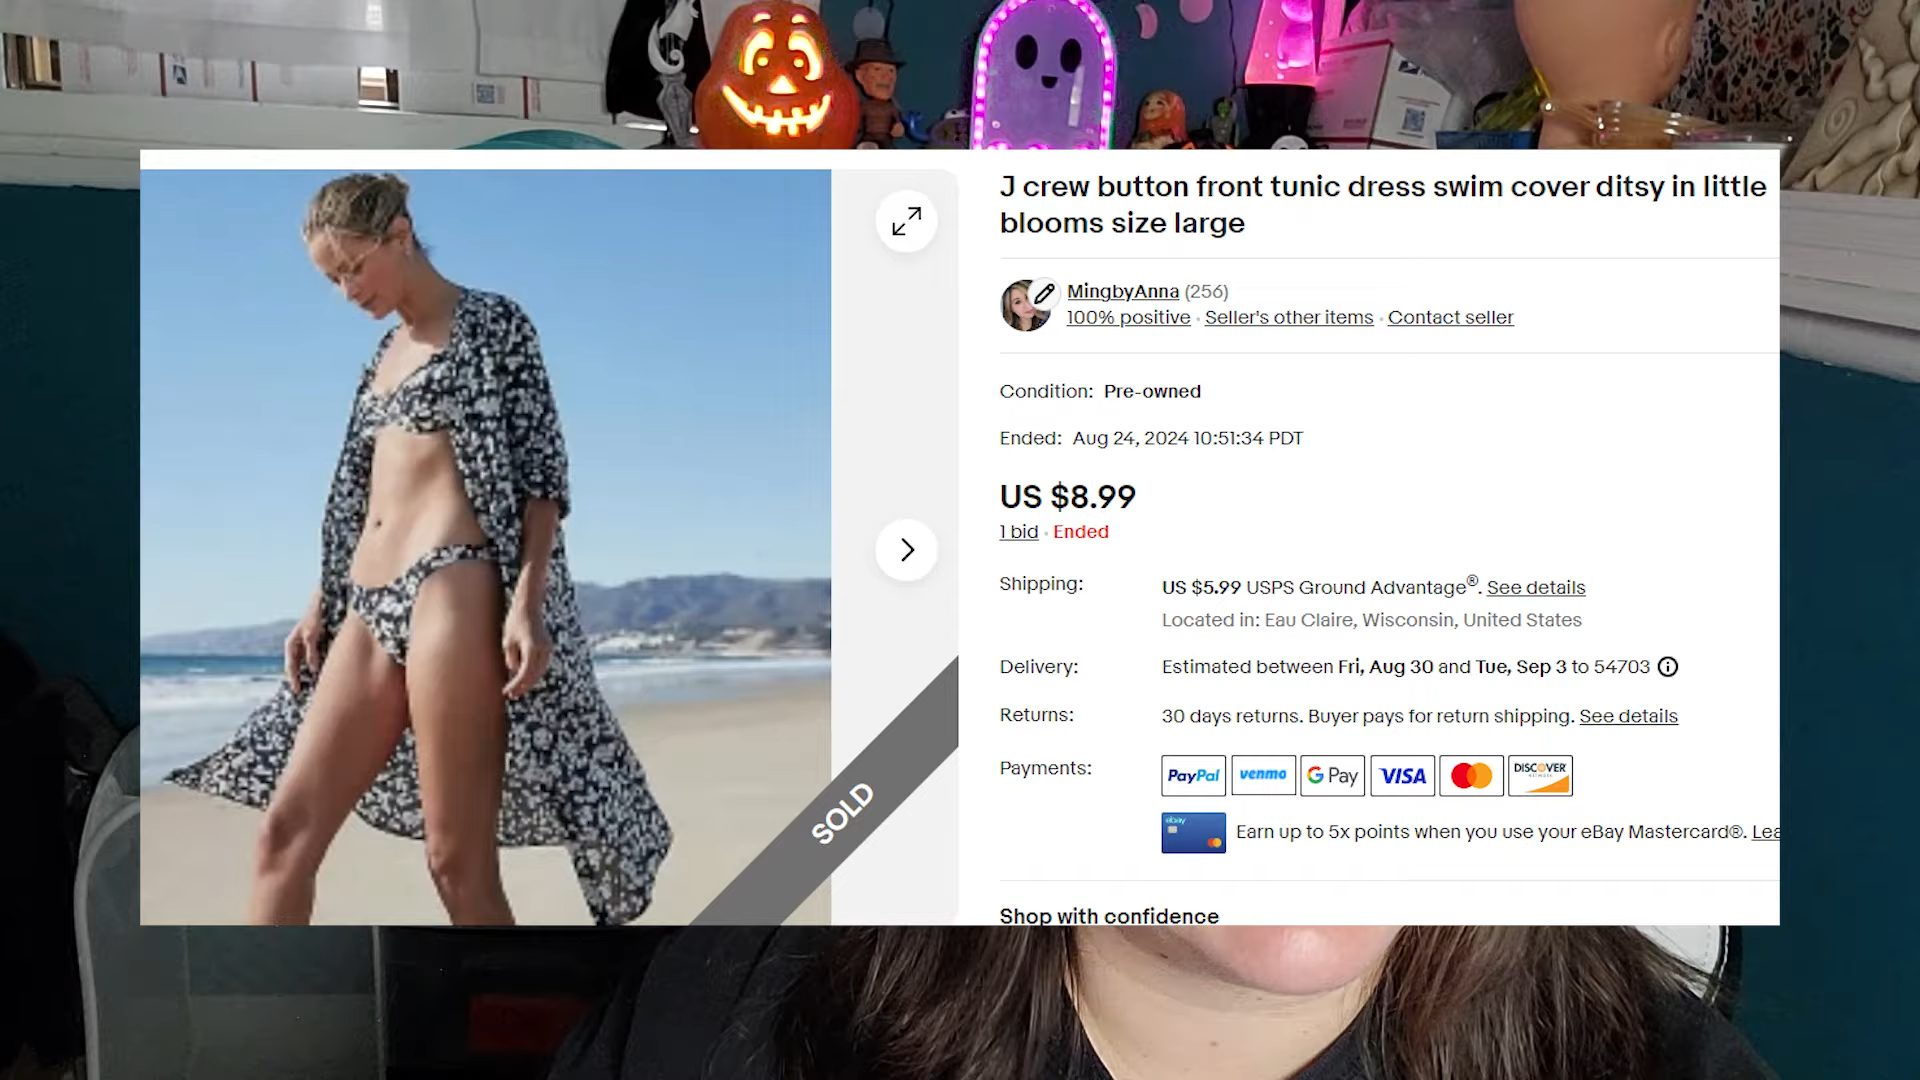 J crew button front tunic dress swim cover ditsy in little
blooms size large
MingbyAnna (256)
100% positive · Seller's other items · Contact seller
Condition: Pre-owned
Ended: Aug 24, 2024 10:51:34 PDT
US $8.99
1 bid · Ended
Shipping: US $5.99 USPS Ground Advantage®. See details
Located in: Eau Claire, Wisconsin, United States
Delivery: Estimated between Fri, Aug 30 and Tue, Sep 3 to 54703
Returns: 30 days returns. Buyer pays for return shipping. See details
Payments: PayPal venmo G Pay VISA DISCOVER
ebay Earn up to 5x points when you use your eBay Mastercard®. Lea
Shop with confidence
SOLD